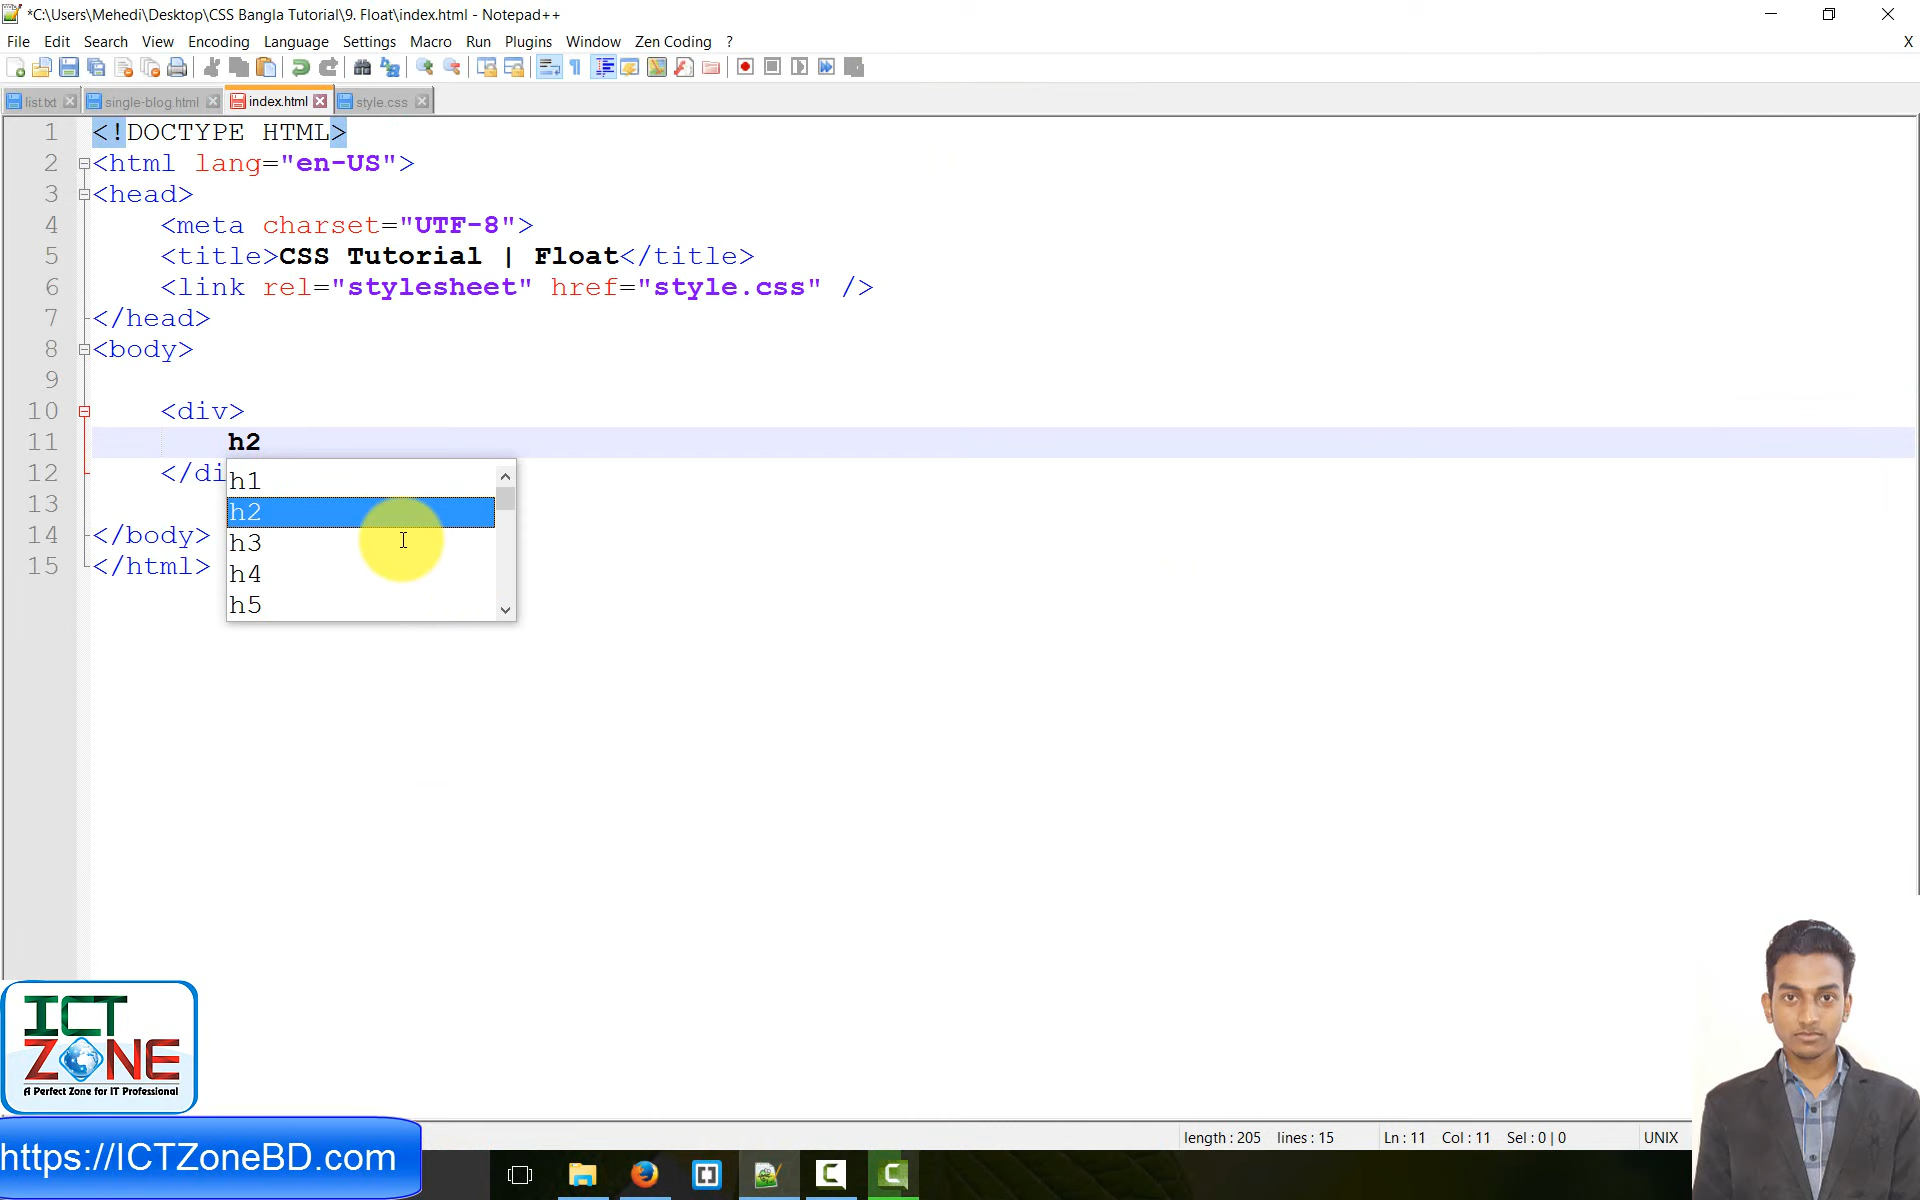 *C:\Users\Mehedi\Desktop\CSS Bangla Tutorial\9. Float\index.html - Notepad++
File Edit Search View Encoding Language Settings Macro Run Plugins Window Zen Coding ? X
list.txt single-blog.html index.html style.css
1 <!DOCTYPE HTML>
2 <html lang="en-US">
3 <head>
4 <meta charset="UTF-8">
5 <title>CSS Tutorial | Float</title>
6 <link rel="stylesheet" href="style.css" />
7 </head>
8 <body>
9
10 <div>
11 h2
12 </di
13
14 </body>
15 </html>
h1
h2
h3
h4
h5
ICT
ZONE
A Perfect Zone for IT Professional
https://ICTZoneBD.com
length : 205 lines : 15 Ln : 11 Col : 11 Sel : 0 | 0 UNIX